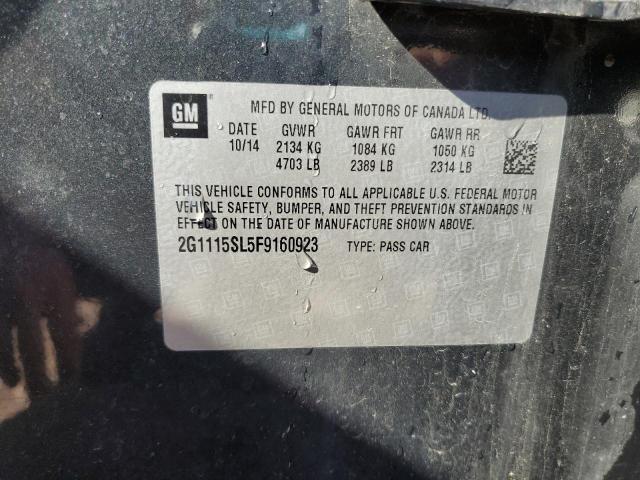 GM
MFD BY GENERAL MOTORS OF CANADA LTD.
DATE GVWR GAWR FRT GAWR RR
10/14 2134 KG 1084 KG 1050 KG
4703 LB 2389 LB 2314 LB
THIS VEHICLE CONFORMS TO ALL APPLICABLE U.S. FEDERAL MOTOR
VEHICLE SAFETY, BUMPER, AND THEFT PREVENTION STANDARDS IN
EFFECT ON THE DATE OF MANUFACTURE SHOWN ABOVE.
2G1115SL5F9160923 TYPE: PASS CAR